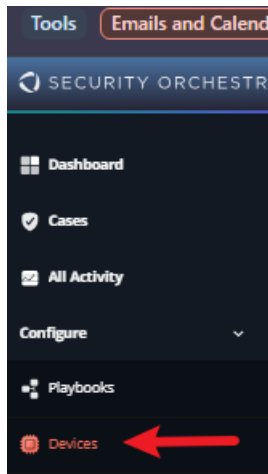 Tools Emails and Calend
SECURITY ORCHESTR
Dashboard
Cases
All Activity
Configure
Playbooks
Devices